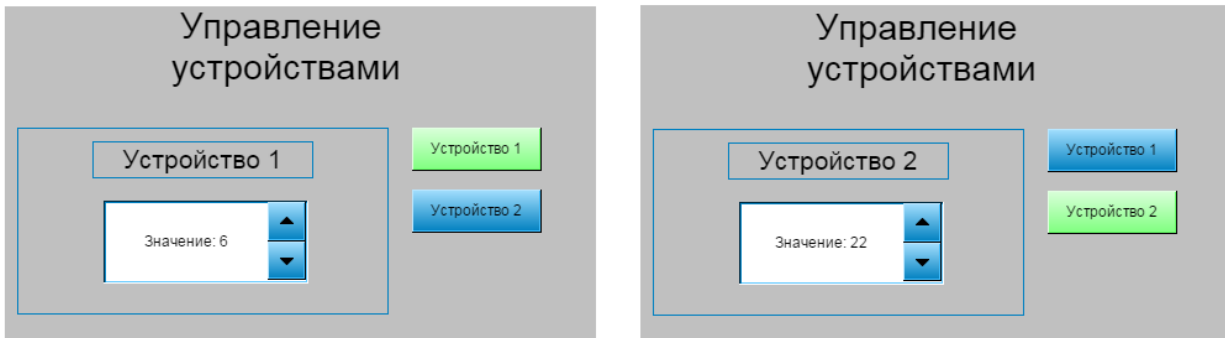 Управление
устройствами
Устройство 1
Значение: 6
Устройство 1
Устройство 2
Управление
устройствами
Устройство 2
Значение: 22
Устройство 1
Устройство 2